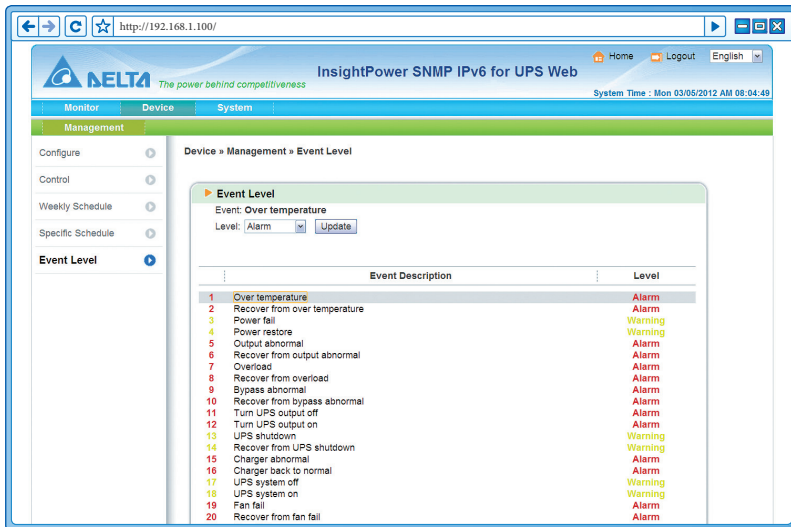 http://192.168.1.100/
Home Logout English
DELTA The power behind competitiveness
InsightPower SNMP IPv6 for UPS Web
System Time : Mon 03/05/2012 AM 08:04:49
Monitor Device System
Management
Configure
Control
Weekly Schedule
Specific Schedule
Event Level
Device » Management » Event Level
Event Level
Event: Over temperature
Level: Alarm Update
Event Description Level
1 Over temperature Alarm
2 Recover from over temperature Alarm
3 Power fail Warning
4 Power restore Warning
5 Output abnormal Alarm
6 Recover from output abnormal Alarm
7 Overload Alarm
8 Recover from overload Alarm
9 Bypass abnormal Alarm
10 Recover from bypass abnormal Alarm
11 Turn UPS output off Alarm
12 Turn UPS output on Alarm
13 UPS shutdown Warning
14 Recover from UPS shutdown Warning
15 Charger abnormal Alarm
16 Charger back to normal Alarm
17 UPS system off Warning
18 UPS system on Warning
19 Fan fail Alarm
20 Recover from fan fail Alarm